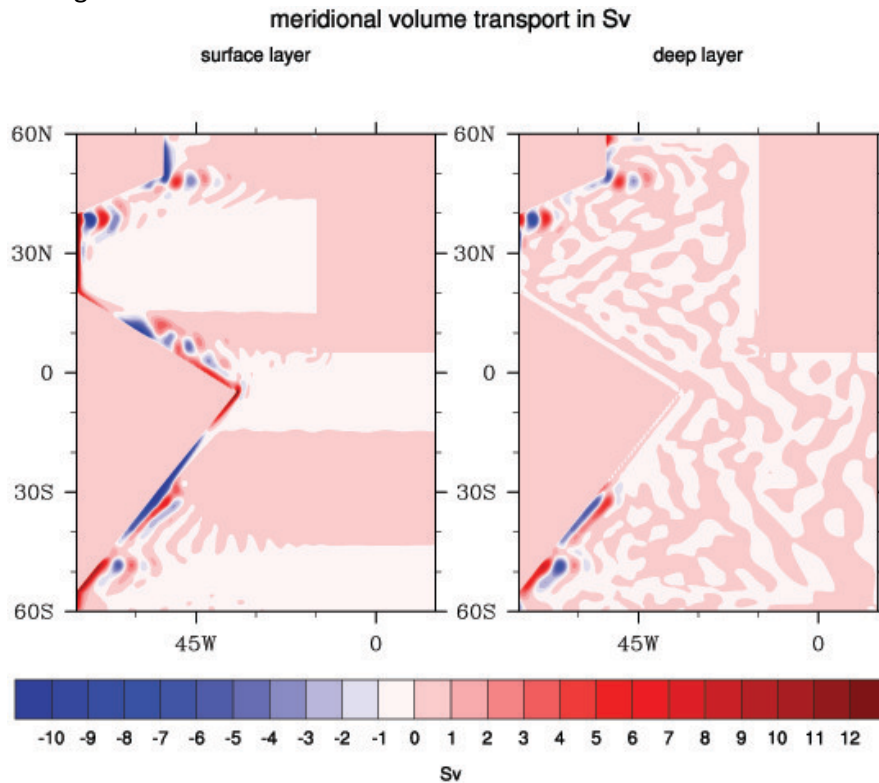 meridional volume transport in Sv
surface layer deep layer
60N 60N
30N 30N
0 0
30S 30S
60S 60S
45W 0 45W 0
-10 -9 -8 -7 -6 -5 -4 -3 -2 -1 0 1 2 3 4 5 6 7 8 9 10 11 12
Sv